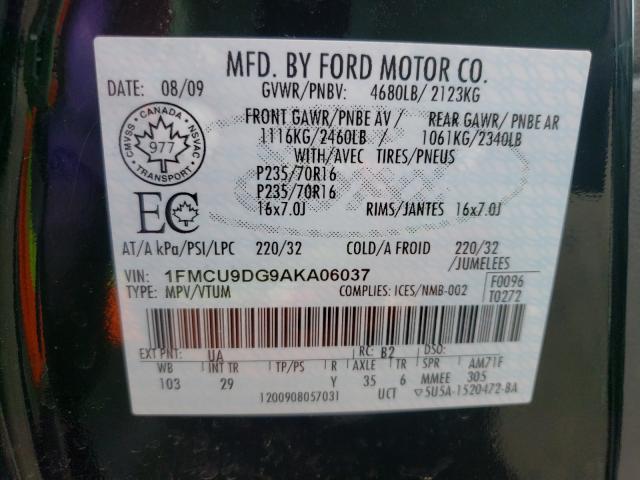 MFD. BY FORD MOTOR CO.
DATE: 08/09 GVWR/PNBV: 4680LB/ 2123KG
FRONT GAWR/PNBE AV / REAR GAWR/ PNBE AR
1116KG/2460LB 1061KG/2340LB
WITH/AVEC TIRES/PNEUS
P235/70R16
P235/70R16
16x7.0J RIMS/JANTES 16x7.0J
CANADA
CMVSS NSVAC
977
TRANSPORT
EC
AT/A kPa/PSI/LPC 220/32 COLD/A FROID 220/32
/JUMELEES
VIN: 1FMCU9DG9AKA06037
F0096
TYPE: MPV/VTUM COMPLIES: ICES/NMB-002
T0272
EXT PNT: UA RC: B2 DSO:
WB INT TR TP/PS R AXLE TR SPR AM71F
103 29 Y 35 6 MMEE 305
1200908057031 UCT 5U5A-1520472-BA